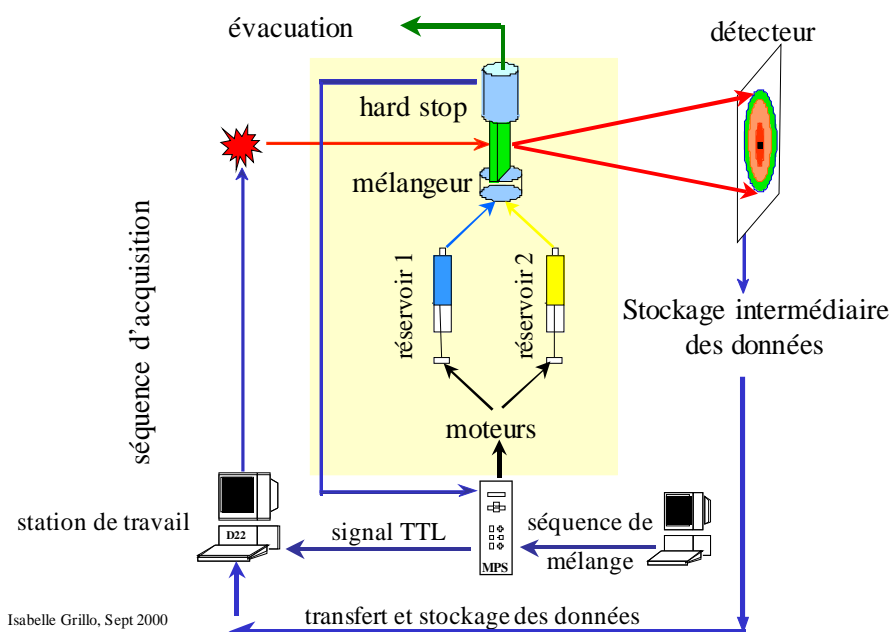 évacuation
détecteur
hard stop
mélangeur
séquence d'acquisition
réservoir 1
réservoir 2
Stockage intermédiaire
des données
moteurs
station de travail
D22
signal TTL
MPS
séquence de
mélange
Isabelle Grillo, Sept 2000
transfert et stockage des données